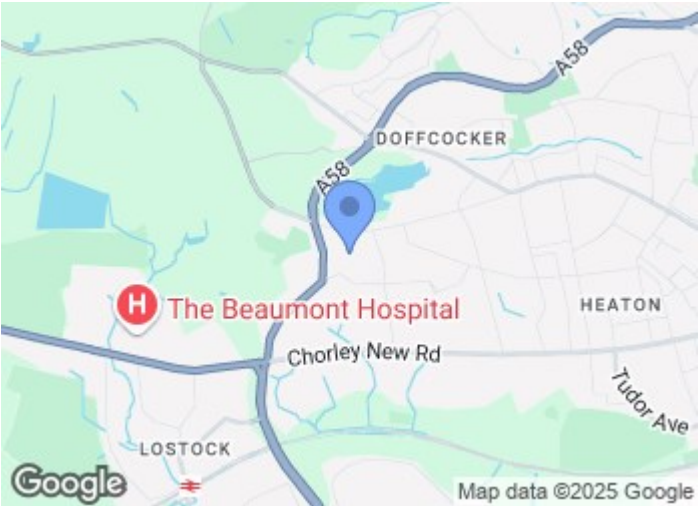 A58
DOFFCOCKER
A58
H
The Beaumont Hospital
HEATON
Chorley New Rd
Tudor Ave
LOSTOCK
Google
Map data ©2025 Google